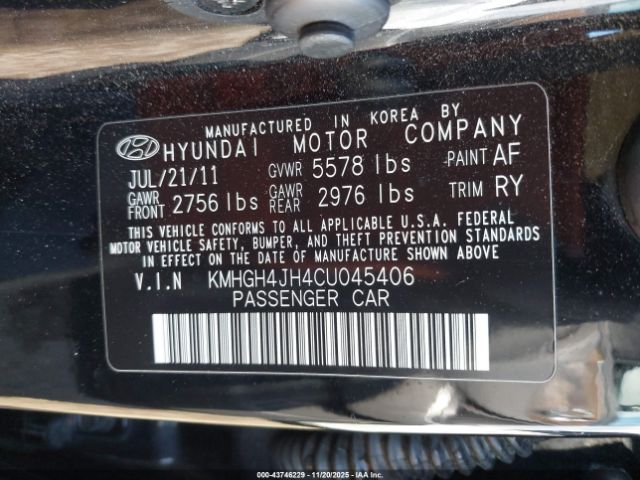 MANUFACTURED IN KOREA BY
HYUNDAI MOTOR COMPANY
JUL/21/11 GVWR 5578 lbs PAINT AF
GAWR FRONT 2756 lbs GAWR REAR 2976 lbs TRIM RY
THIS VEHICLE CONFORMS TO ALL APPLICABLE U.S.A. FEDERAL
MOTOR VEHICLE SAFETY, BUMPER, AND THEFT PREVENTION STANDARDS
IN EFFECT ON THE DATE OF MANUFACTURE SHOWN ABOVE.
V.I.N KMHGH4JH4CU045406
PASSENGER CAR
000-43746229 - 11/20/2025 - IAAI.COM